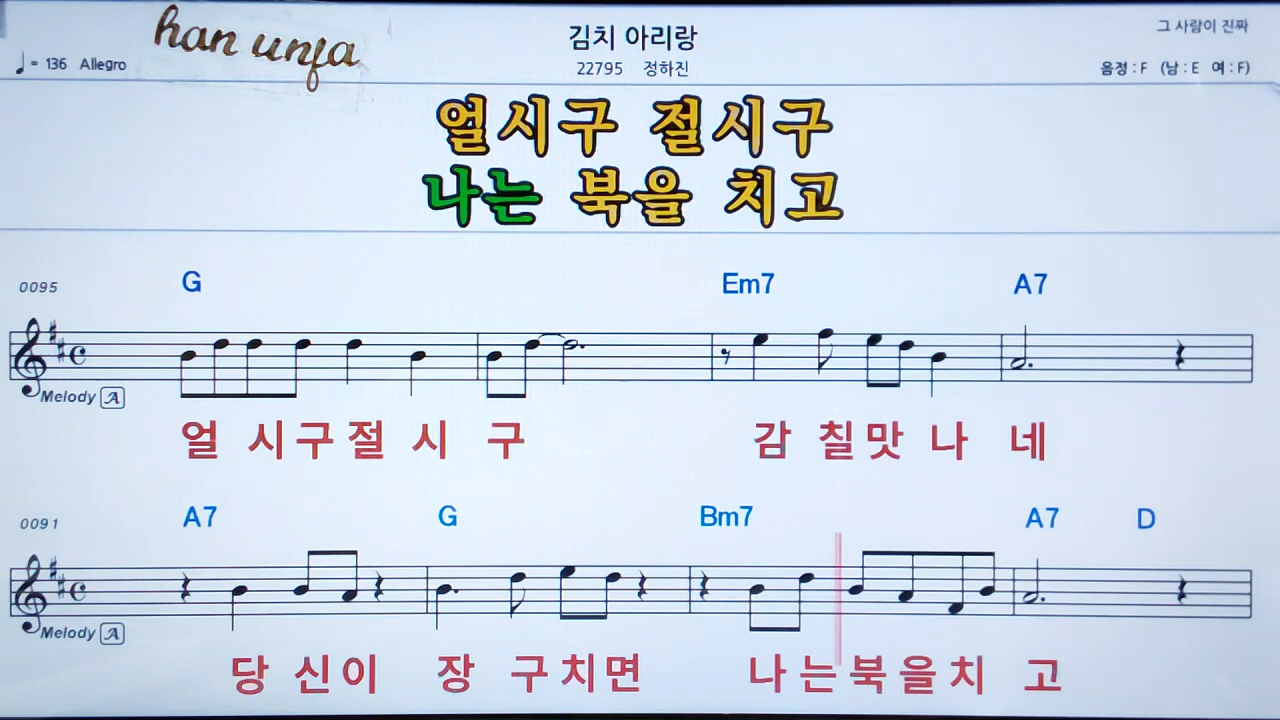 han unja
김치 아리랑
그 사람이 진짜
♩= 136 Allegro
22795 정하진
음정 : F (남 : E 여 : F)
얼시구 절시구
나는 북을 치고
0095
G Em7 A7
Melody A
얼 시구절 시 구 감 칠맛 나 네
0091
A7 G Bm7 A7 D
Melody A
당 신이 장 구치면 나는북을치 고